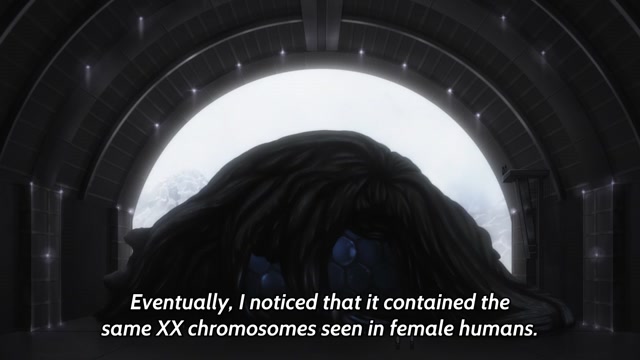 Eventually, I noticed that it contained the
same XX chromosomes seen in female humans.